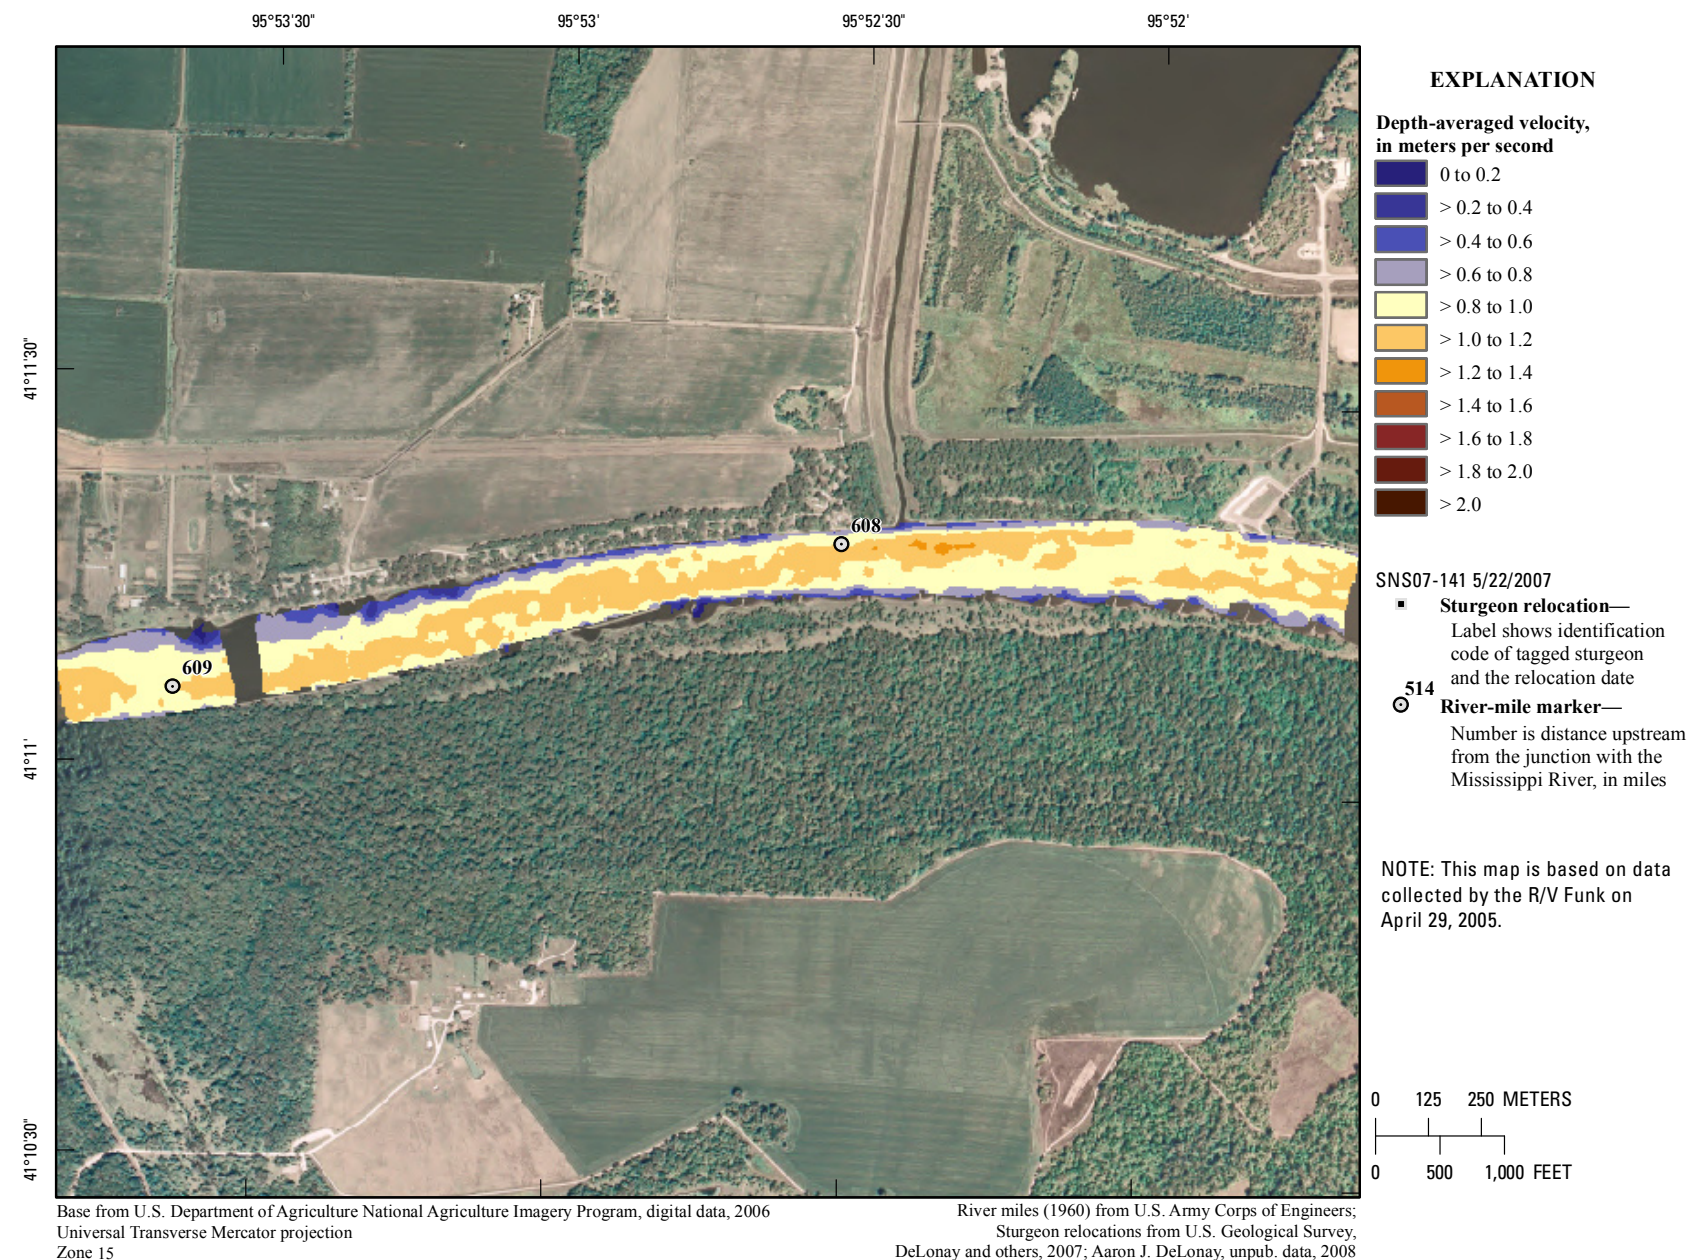 95°53'30"
95°53'
95°52'30"
95°52'
41°11'30"
41°11'
41°10'30"
608
609
EXPLANATION
Depth-averaged velocity,
in meters per second
0 to 0.2
> 0.2 to 0.4
> 0.4 to 0.6
> 0.6 to 0.8
> 0.8 to 1.0
> 1.0 to 1.2
> 1.2 to 1.4
> 1.4 to 1.6
> 1.6 to 1.8
> 1.8 to 2.0
> 2.0
SNS07-141 5/22/2007
Sturgeon relocation—
Label shows identification
code of tagged sturgeon
and the relocation date
514
River-mile marker—
Number is distance upstream
from the junction with the
Mississippi River, in miles
NOTE: This map is based on data
collected by the R/V Funk on
April 29, 2005.
0 125 250 METERS
0 500 1,000 FEET
Base from U.S. Department of Agriculture National Agriculture Imagery Program, digital data, 2006
Universal Transverse Mercator projection
Zone 15
River miles (1960) from U.S. Army Corps of Engineers;
Sturgeon relocations from U.S. Geological Survey,
DeLonay and others, 2007; Aaron J. DeLonay, unpub. data, 2008